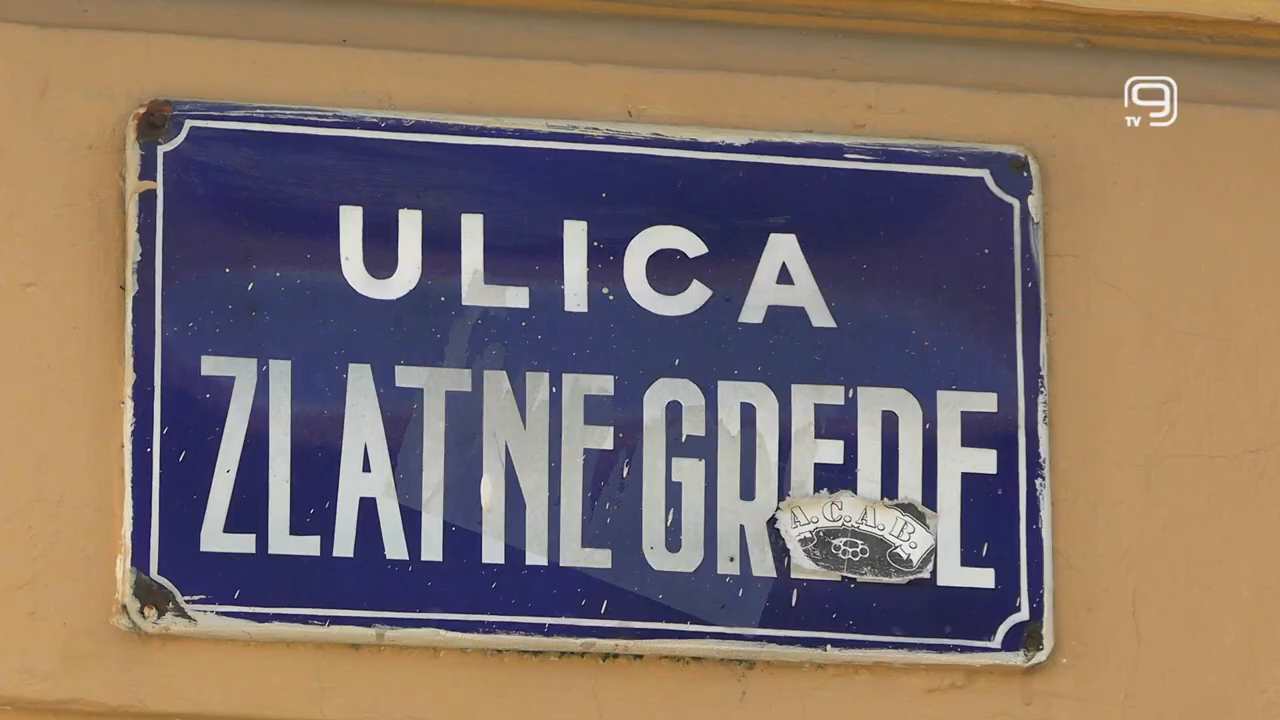 9
TV
ULICA
ZLATNE GREDE
A.C.A.B.